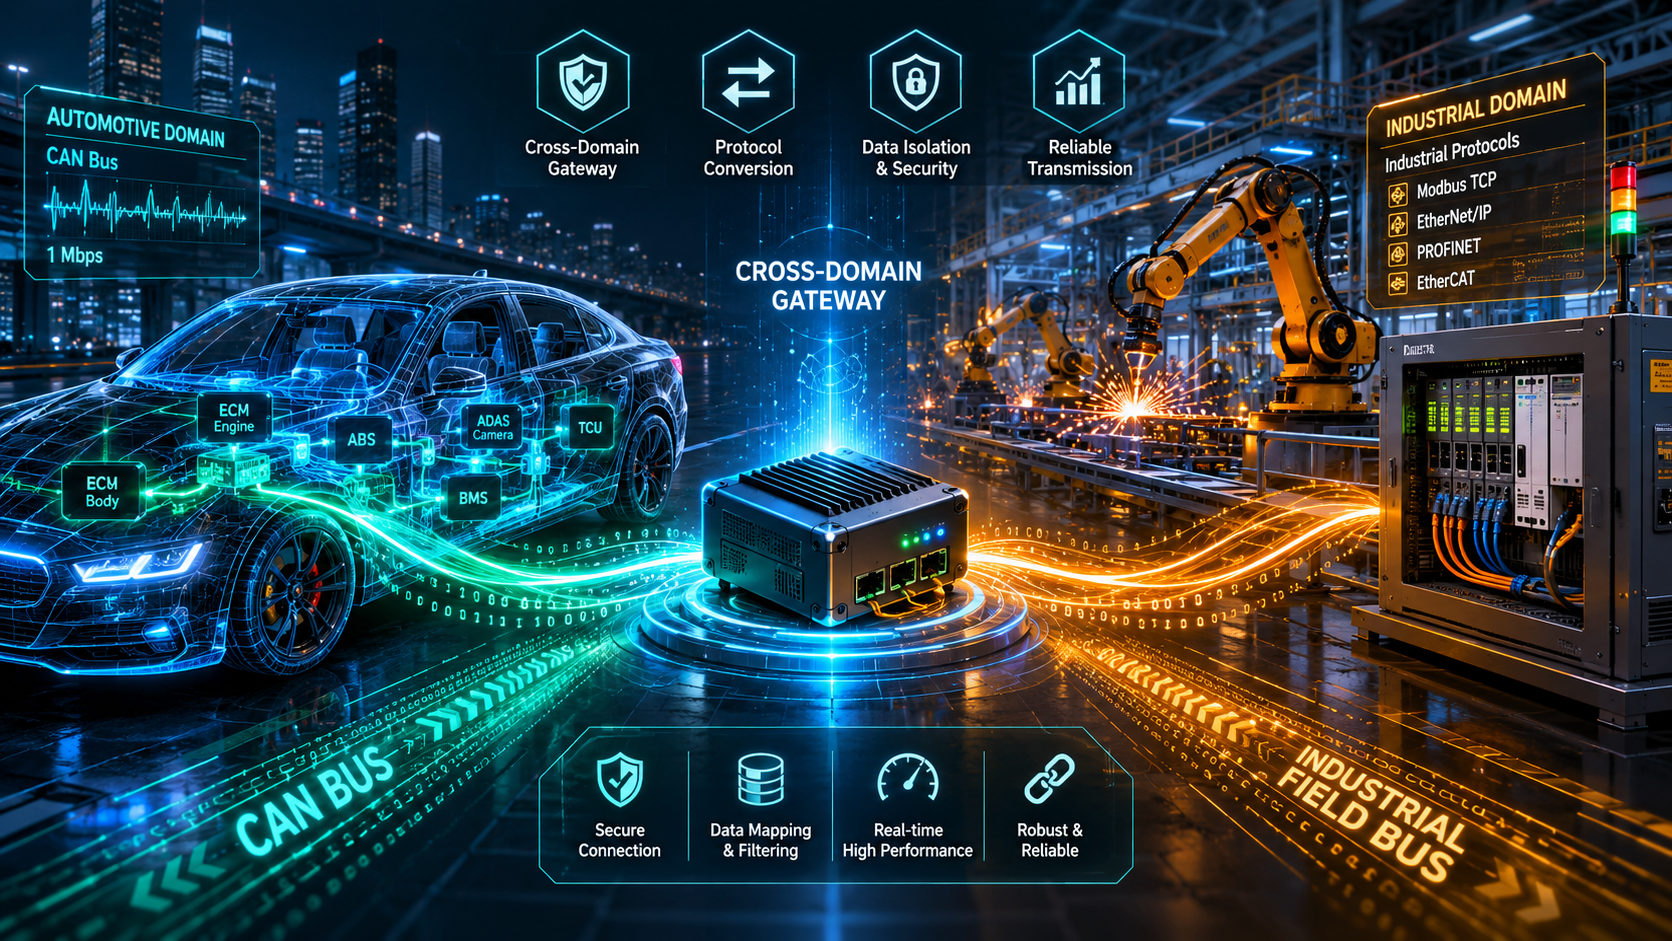 Cross-Domain
Gateway
Protocol
Conversion
Data Isolation
& Security
Reliable
Transmission
AUTOMOTIVE DOMAIN
CAN Bus
1 Mbps
INDUSTRIAL DOMAIN
Industrial Protocols
Modbus TCP
EtherNet/IP
PROFINET
EtherCAT
CROSS-DOMAIN
GATEWAY
ECM
Engine
ABS
ADAS
Camera
TCU
ECM
Body
BMS
CAN BUS
INDUSTRIAL
FIELD BUS
Secure
Connection
Data Mapping
& Filtering
Real-time
High Performance
Robust &
Reliable